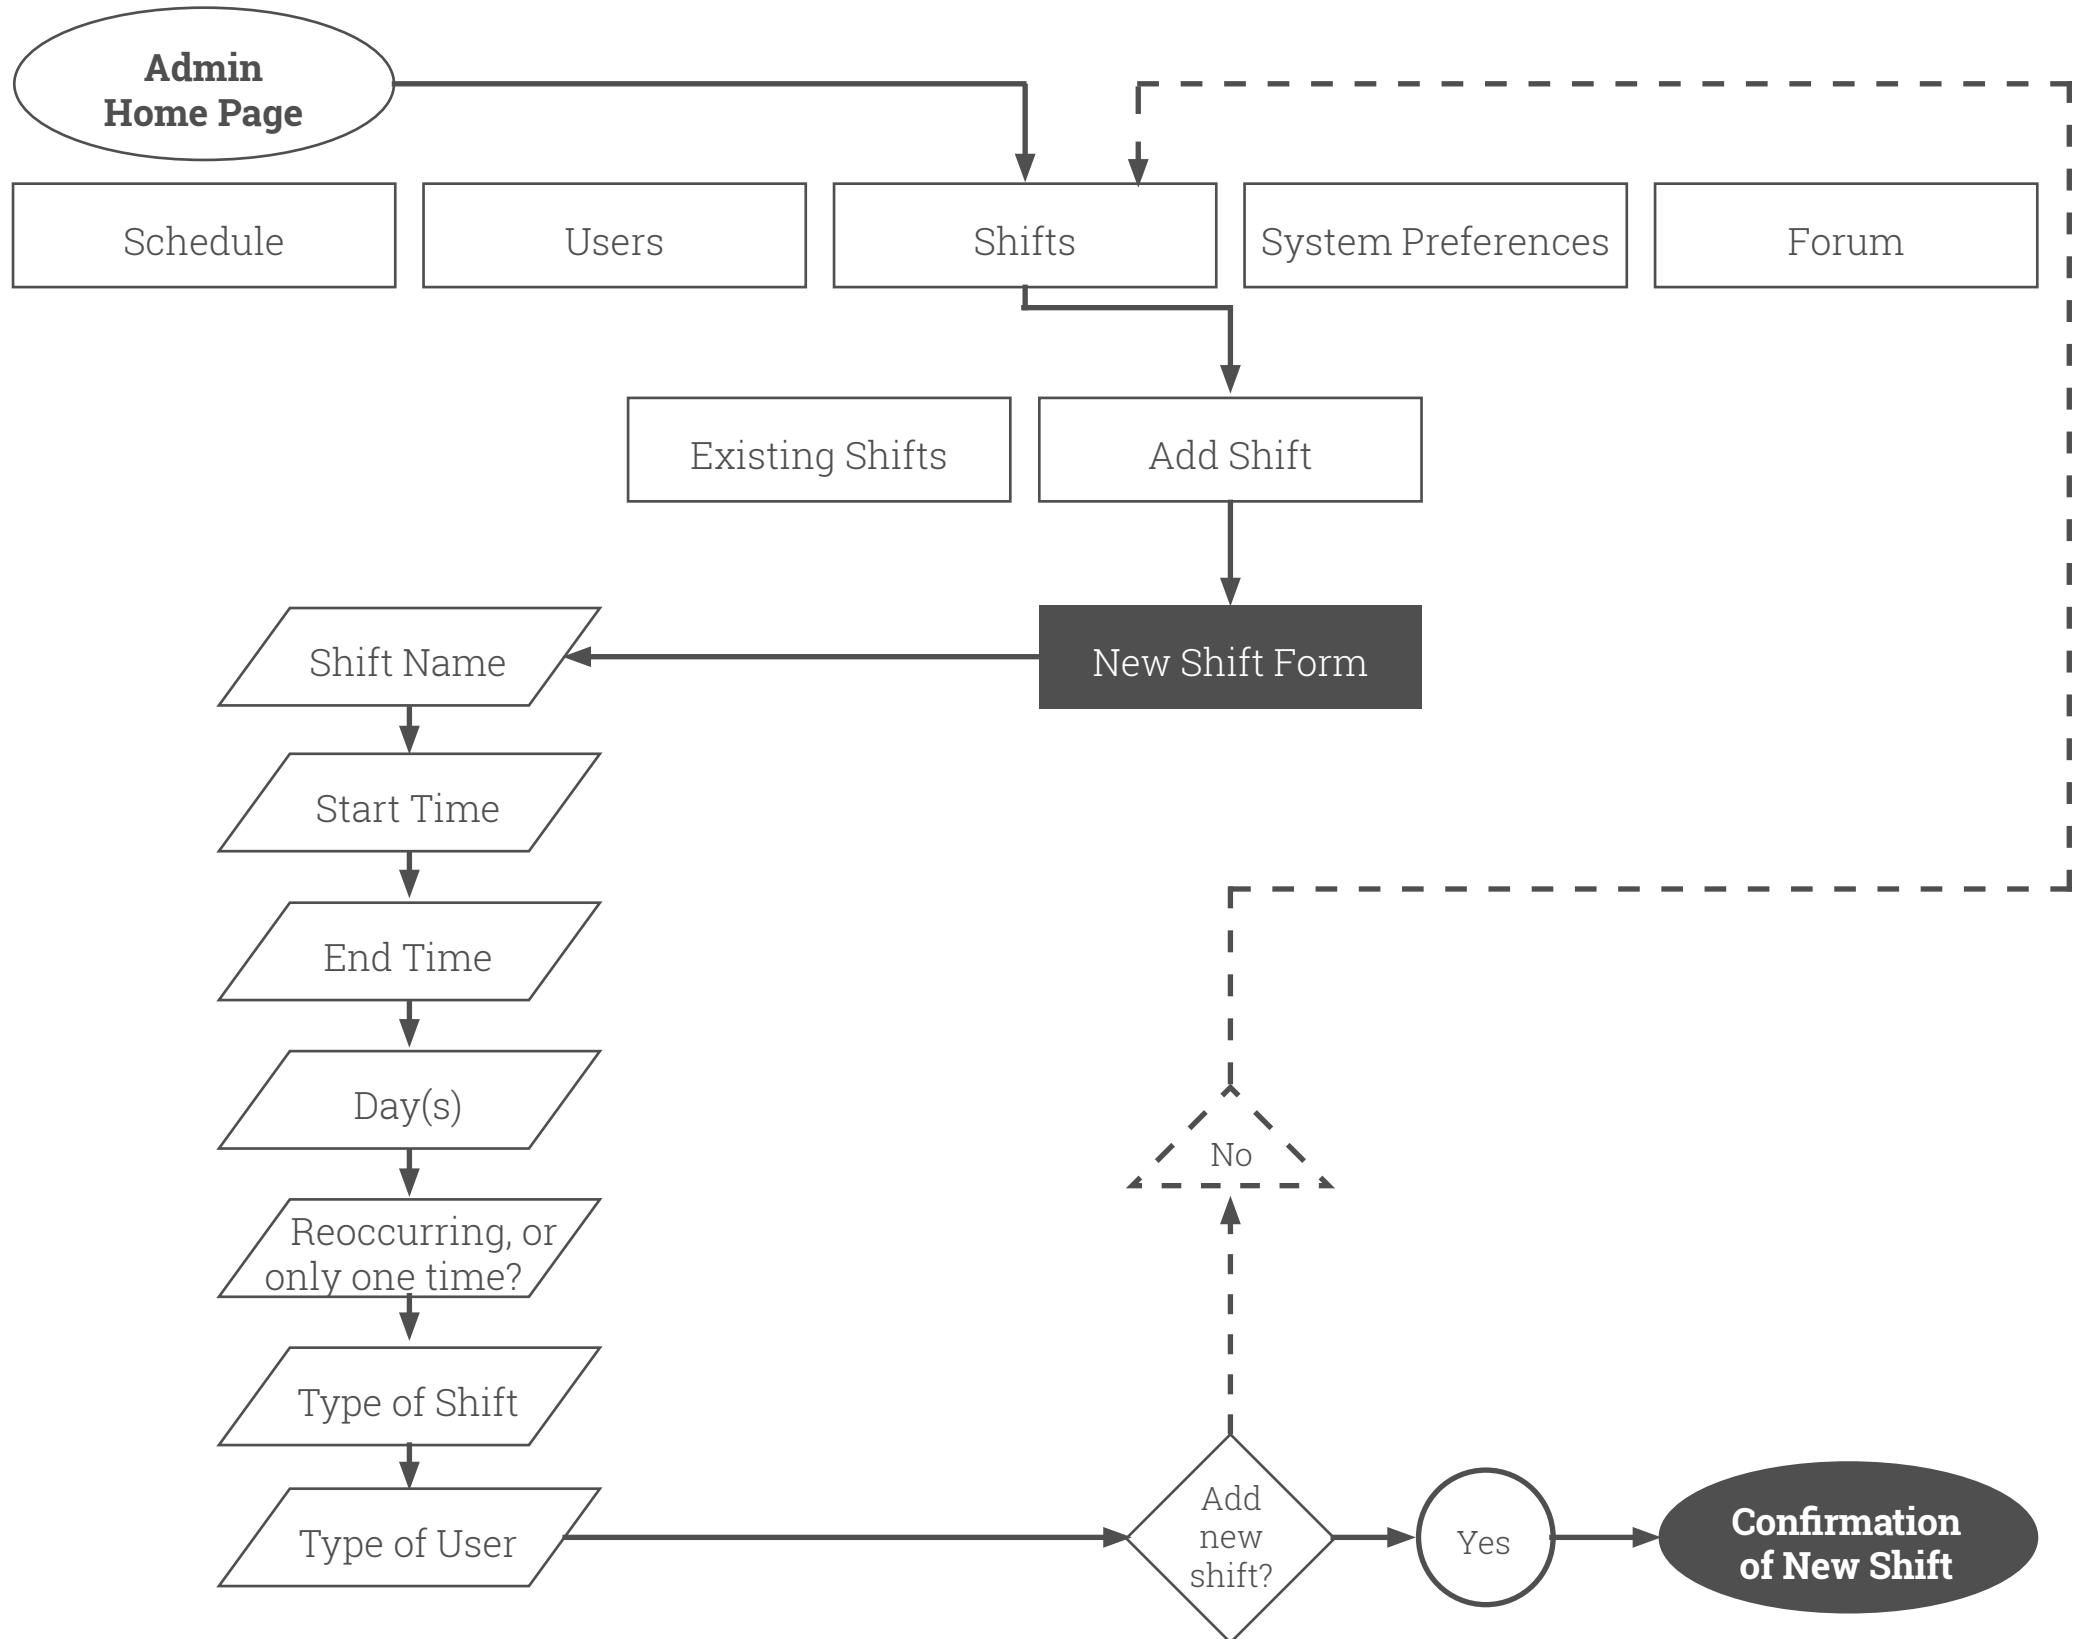 Admin
Home Page
Schedule
Users
Shifts
System Preferences
Forum
Existing Shifts
Add Shift
New Shift Form
Shift Name
Start Time
End Time
Day(s)
Reoccurring, or
only one time?
Type of Shift
Type of User
Add
new
shift?
No
Yes
Confirmation
of New Shift